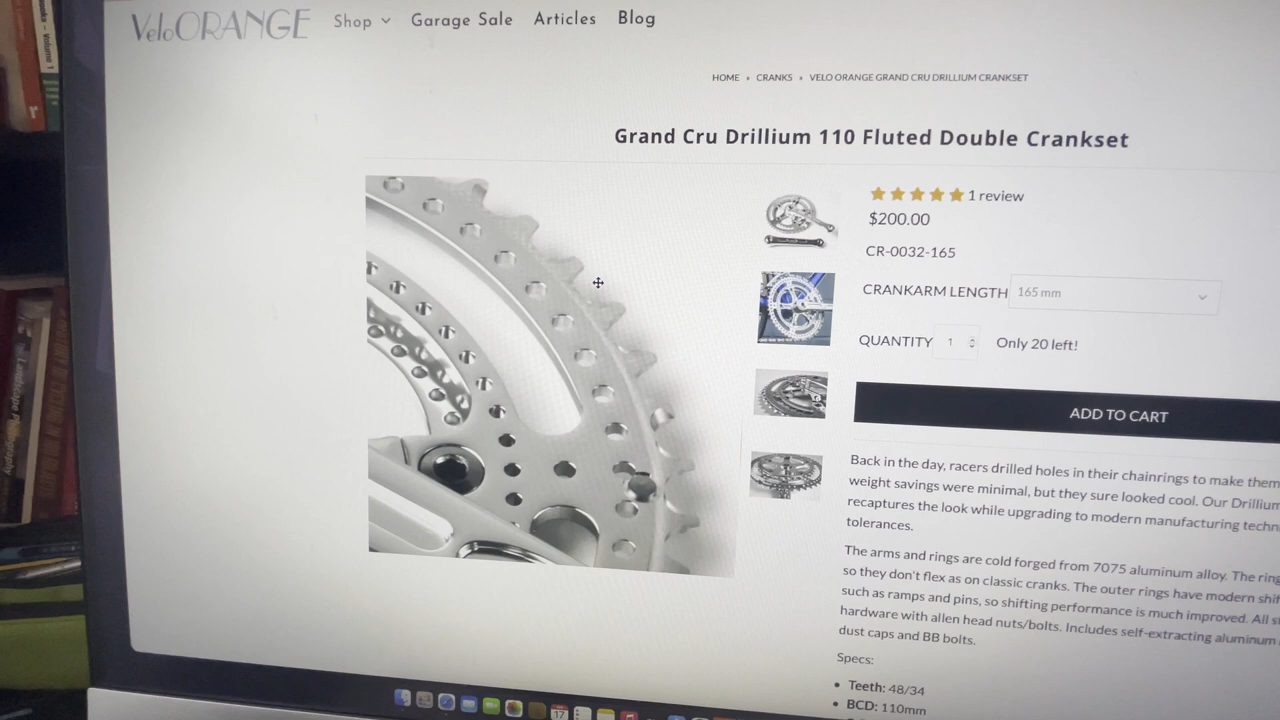 VeloORANGE
Shop
Garage Sale
Articles
Blog
HOME • CRANKS • VELO ORANGE GRAND CRU DRILLIUM CRANKSET
Grand Cru Drillium 110 Fluted Double Crankset
1 review
$200.00
CR-0032-165
CRANKARM LENGTH 165 mm
QUANTITY 1 Only 20 left!
ADD TO CART
Back in the day, racers drilled holes in their chainrings to make them
weight savings were minimal, but they sure looked cool. Our Drillium
recaptures the look while upgrading to modern manufacturing
tolerances.
The arms and rings are cold forged from 7075 aluminum alloy. The
so they don't flex as on classic cranks. The outer rings have modern
such as ramps and pins, so shifting performance is much improved. All
hardware with allen head nuts/bolts. Includes self-extracting aluminum
dust caps and BB bolts.
Specs:
• Teeth: 48/34
• BCD: 110mm
17
Landscape Photography
Volume 1